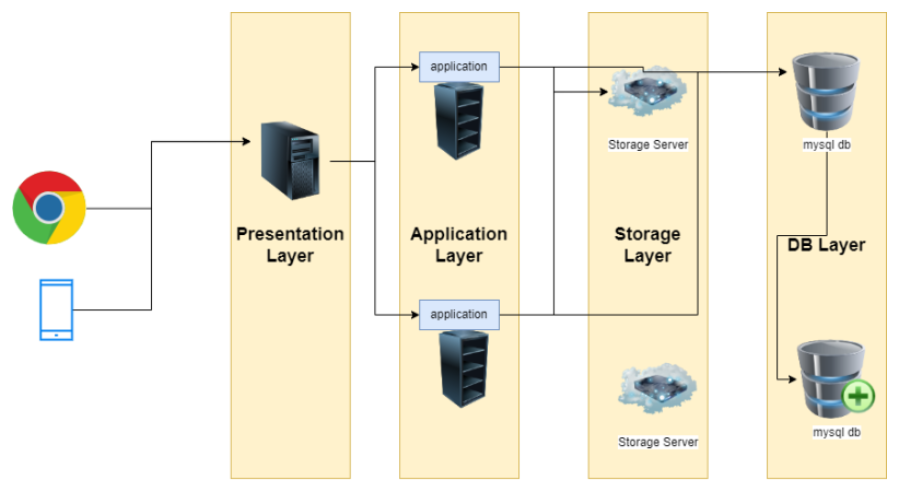 application
Storage Server
mysql db
Presentation
Layer
Application
Layer
Storage
Layer
DB Layer
application
Storage Server
mysql db